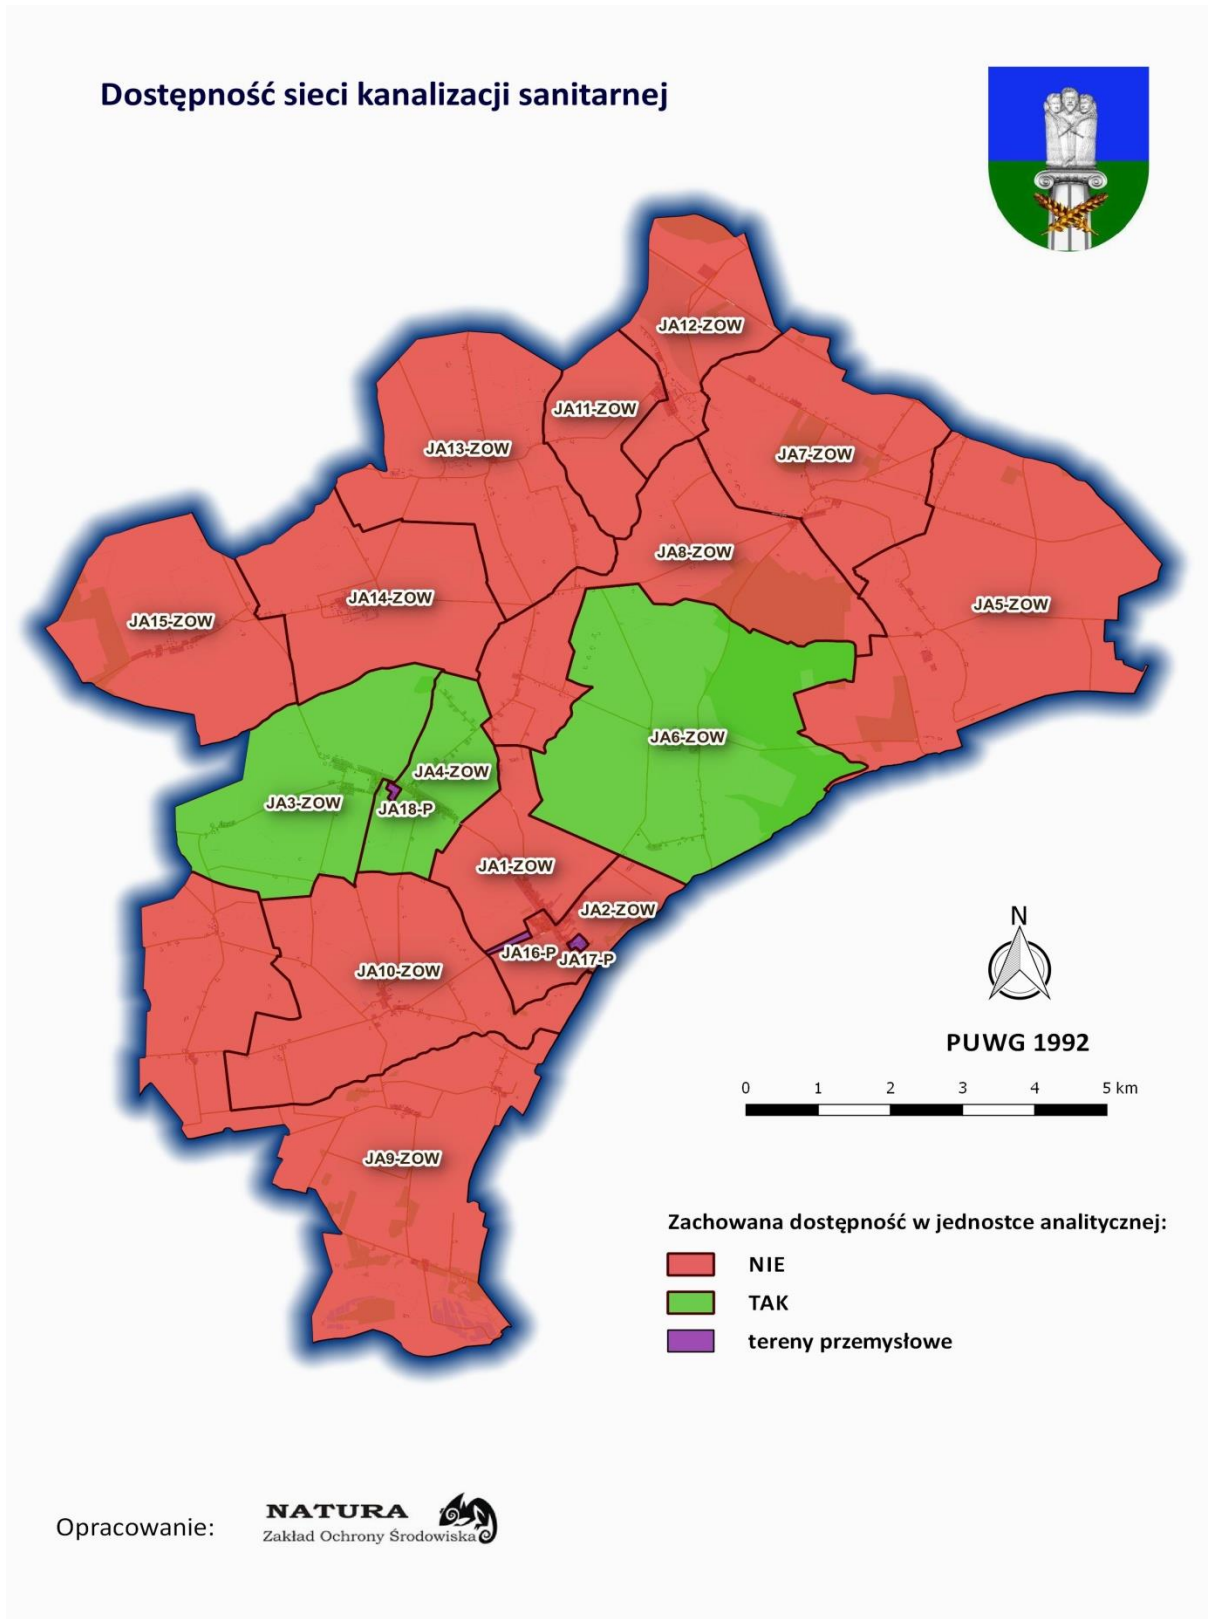 Dostępność sieci kanalizacji sanitarnej
JA12-ZOW
JA11-ZOW
JA13-ZOW
JA7-ZOW
JA8-ZOW
JA14-ZOW
JA5-ZOW
JA15-ZOW
JA6-ZOW
JA4-ZOW
JA3-ZOW
JA18-P
JA1-ZOW
JA2-ZOW
JA16-P
JA17-P
JA10-ZOW
JA9-ZOW
N
PUWG 1992
0 1 2 3 4 5 km
Zachowana dostępność w jednostce analitycznej:
NIE
TAK
tereny przemysłowe
Opracowanie:
NATURA
Zakład Ochrony Środowiska